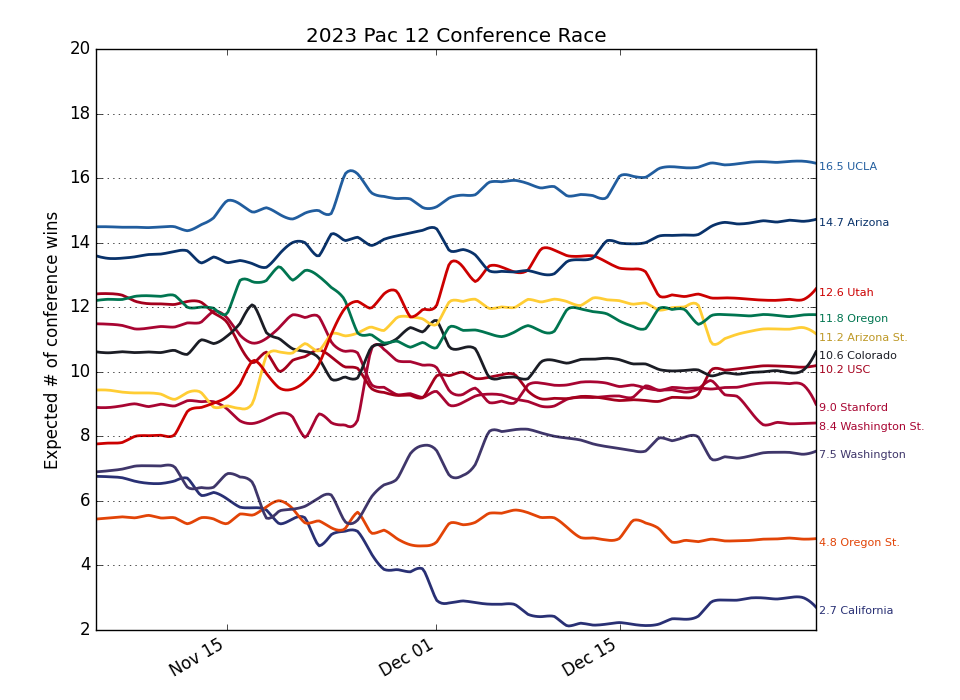 2023 Pac 12 Conference Race
Expected # of conference wins
20
18
16
14
12
10
8
6
4
2
16.5 UCLA
14.7 Arizona
12.6 Utah
11.8 Oregon
11.2 Arizona St.
10.6 Colorado
10.2 USC
9.0 Stanford
8.4 Washington St.
7.5 Washington
4.8 Oregon St.
2.7 California
Nov 15
Dec 01
Dec 15